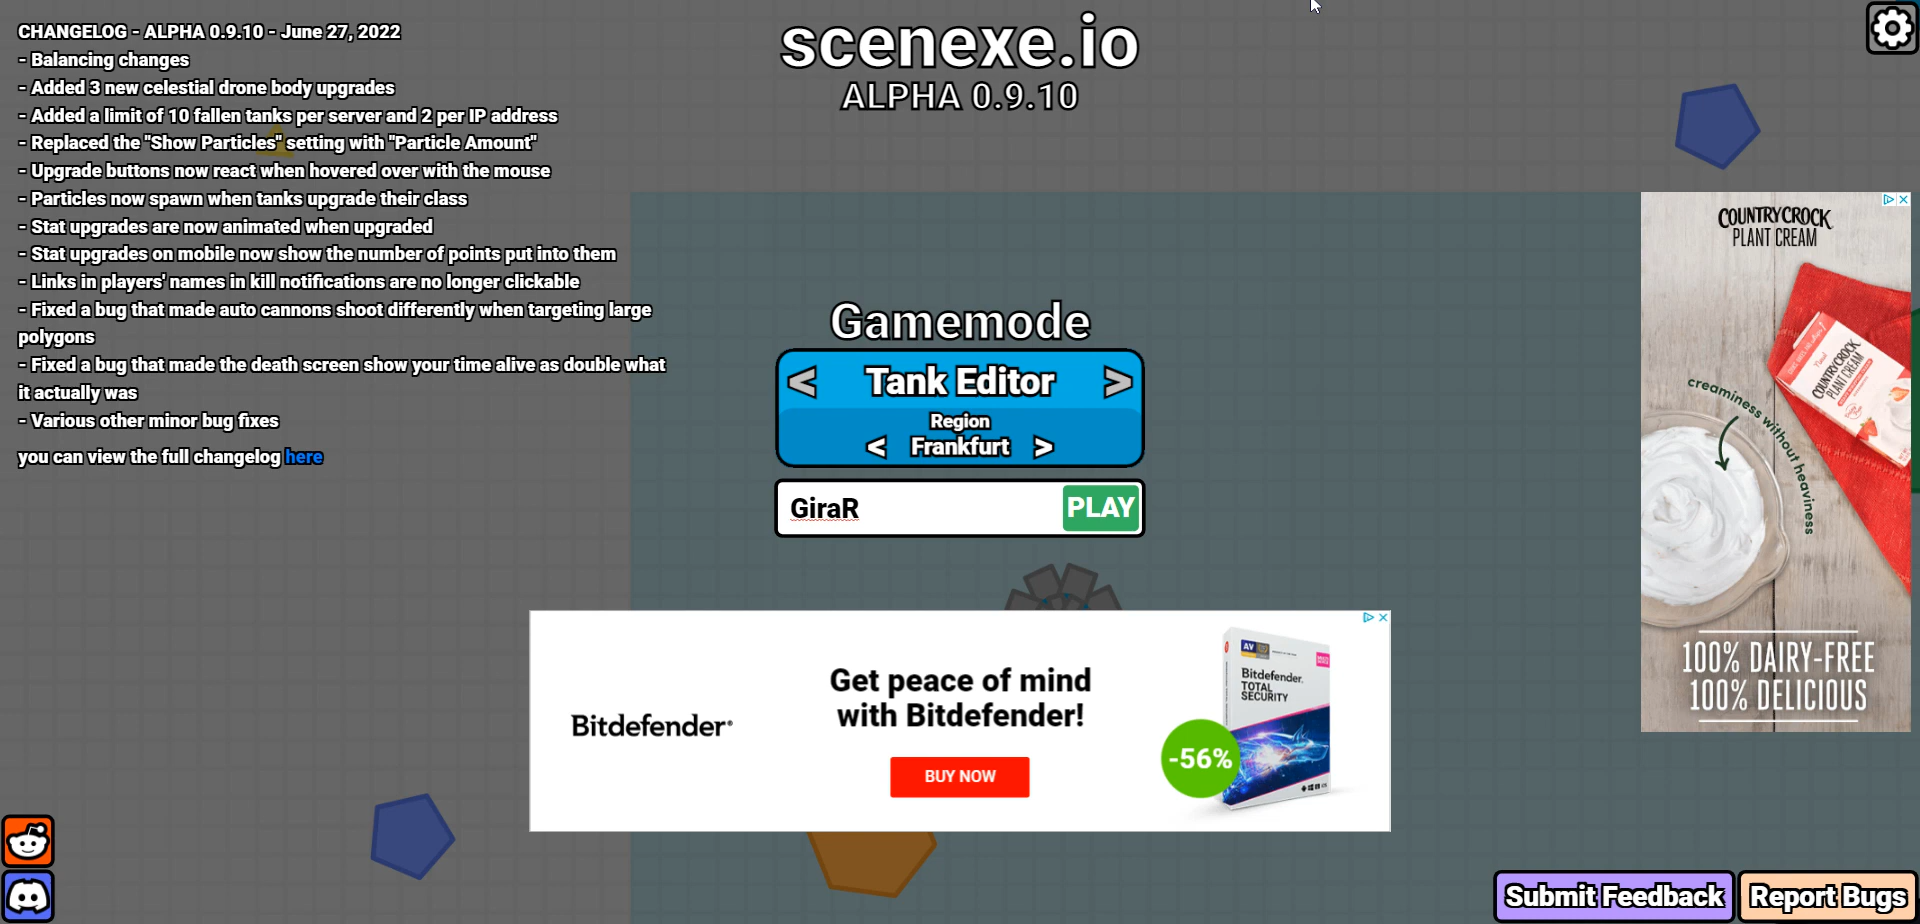 CHANGELOG - ALPHA 0.9.10 - June 27, 2022
- Balancing changes
- Added 3 new celestial drone body upgrades
- Added a limit of 10 fallen tanks per server and 2 per IP address
- Replaced the "Show Particles" setting with "Particle Amount"
- Upgrade buttons now react when hovered over with the mouse
- Particles now spawn when tanks upgrade their class
- Stat upgrades are now animated when upgraded
- Stat upgrades on mobile now show the number of points put into them
- Links in players' names in kill notifications are no longer clickable
- Fixed a bug that made auto cannons shoot differently when targeting large
polygons
- Fixed a bug that made the death screen show your time alive as double what
it actually was
- Various other minor bug fixes
you can view the full changelog here
scenexe.io
ALPHA 0.9.10
Gamemode
< Tank Editor >
Region
< Frankfurt >
GiraR
PLAY
Bitdefender
Get peace of mind
with Bitdefender!
BUY NOW
-56%
AV
Bitdefender
TOTAL
SECURITY
COUNTRY CROCK
PLANT CREAM
COUNTRY CROCK
PLANT CREAM
creaminess without heaviness
100% DAIRY-FREE
100% DELICIOUS
Submit Feedback
Report Bugs